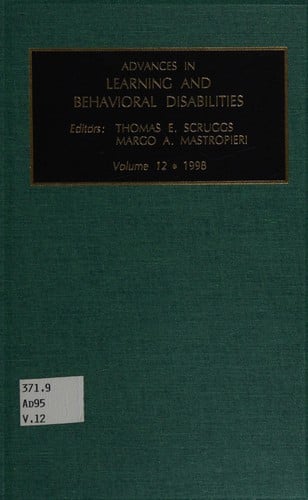 ADVANCES IN
LEARNING AND
BEHAVIORAL DISABILITIES
Editors: THOMAS E. SCRUGGS
MARGO A. MASTROPIERI
Volume 12 • 1998
371.9
AD95
V.12